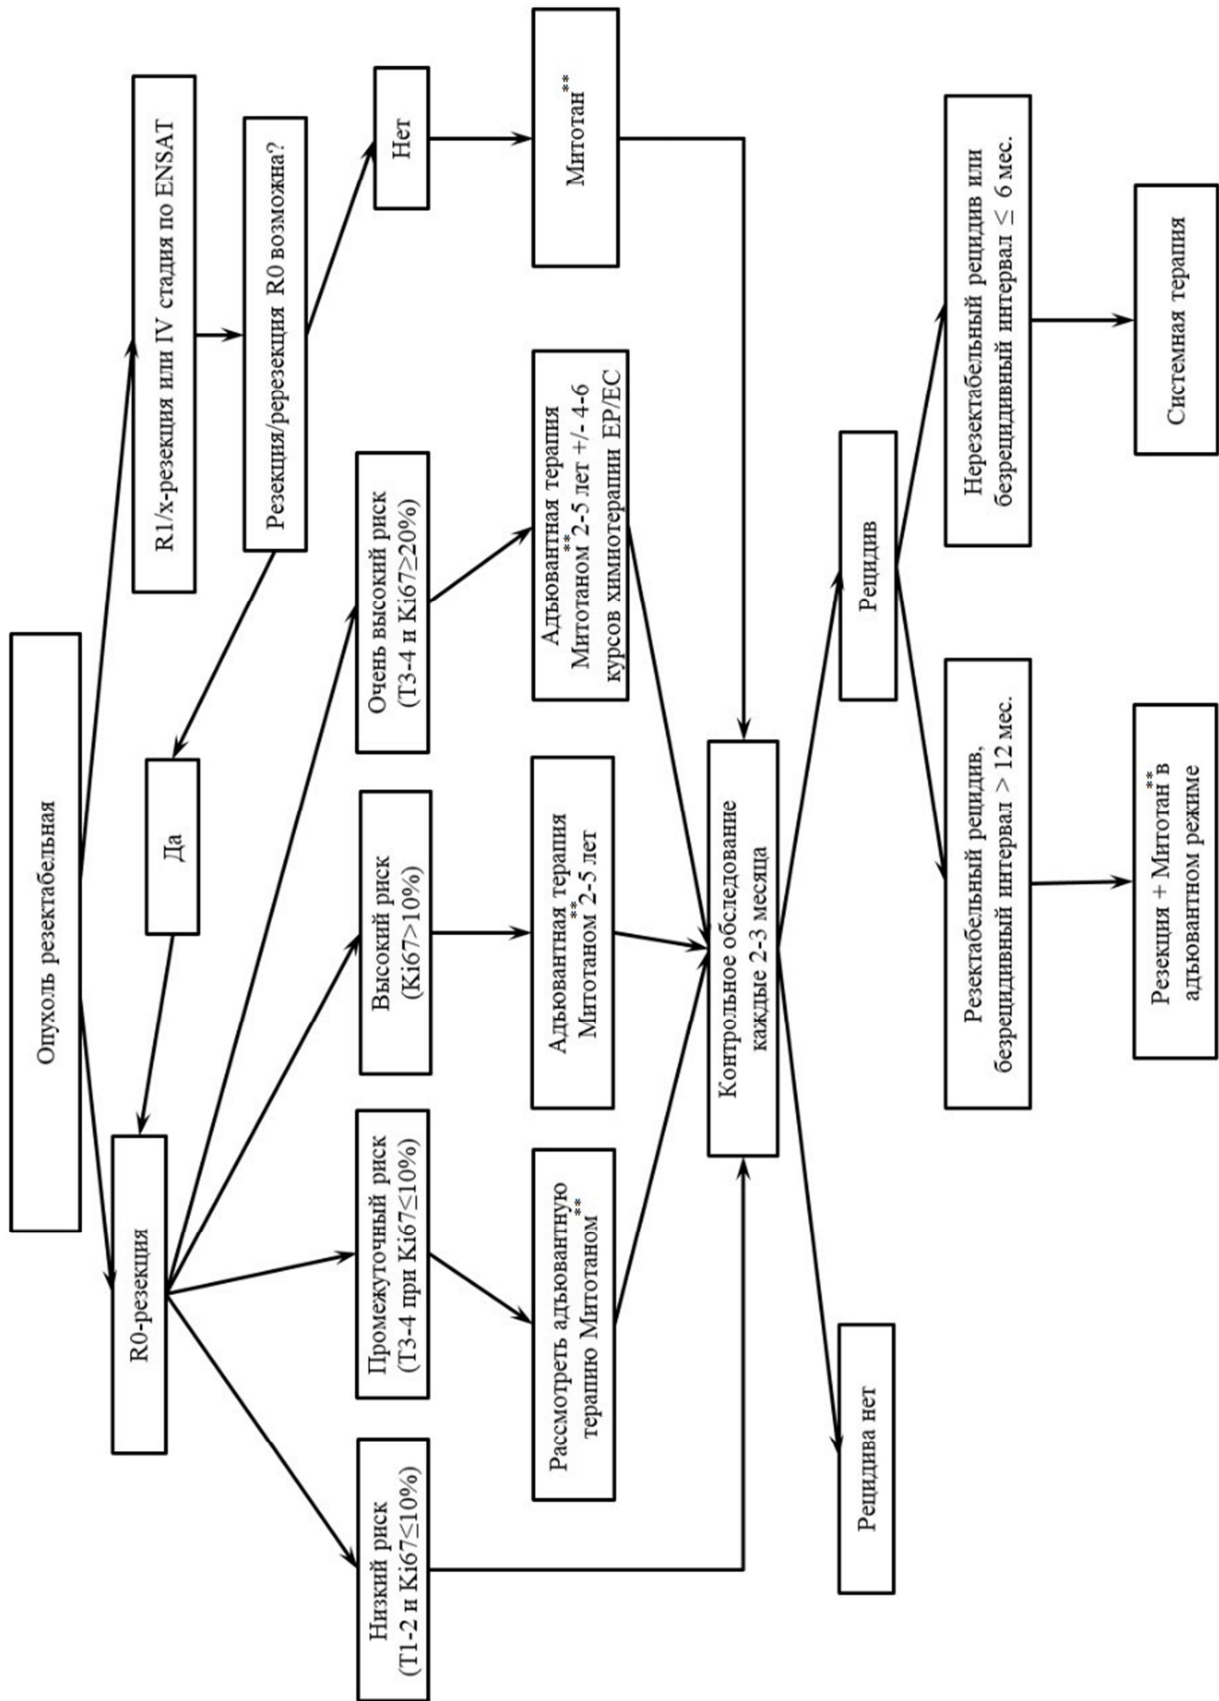 Опухоль резектабельная
R0-резекция
Да
R1/x-резекция или IV стадия по ENSAT
Резекция/ререзекция R0 возможна?
Низкий риск
(T1-2 и Ki67≤10%)
Промежуточный риск
(T3-4 при Ki67≤10%)
Высокий риск
(Ki67>10%)
Очень высокий риск
(T3-4 и Ki67≥20%)
Нет
Рассмотреть адъювантную
терапию Митотаном**
Адъювантная терапия
Митотаном** 2-5 лет
Адъювантная терапия
Митотаном** 2-5 лет +/- 4-6
курсов химиотерапии EP/EC
Митотан**
Контрольное обследование
каждые 2-3 месяца
Рецидива нет
Рецидив
Резектабельный рецидив,
безрецидивный интервал > 12 мес.
Нерезектабельный рецидив или
безрецидивный интервал ≤ 6 мес.
Резекция + Митотан** в
адъювантном режиме
Системная терапия